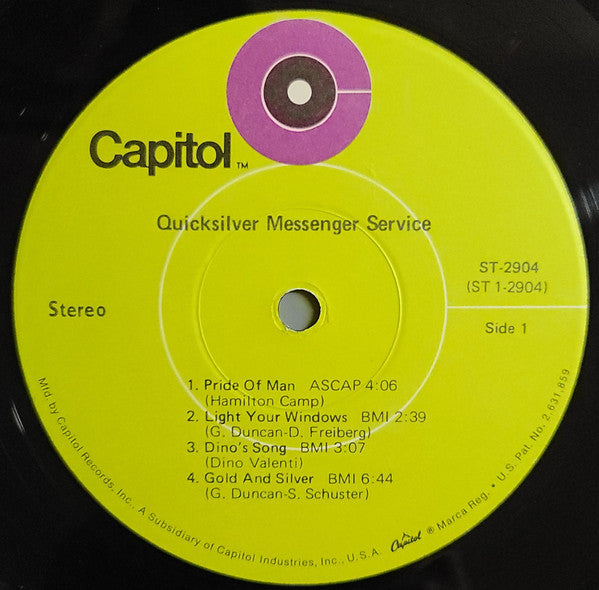 Capitol™
Quicksilver Messenger Service
ST-2904
(ST 1-2904)
Stereo
Side 1
1. Pride Of Man ASCAP 4:06
(Hamilton Camp)
2. Light Your Windows BMI 2:39
(G. Duncan-D. Freiberg)
3. Dino's Song BMI 3:07
(Dino Valenti)
4. Gold And Silver BMI 6:44
(G. Duncan-S. Schuster)
Mfd by Capitol Records, Inc., A Subsidiary of Capitol Industries, Inc., U.S.A. Capitol ® Marca Reg. • U.S. Pat. No. 2,631,859